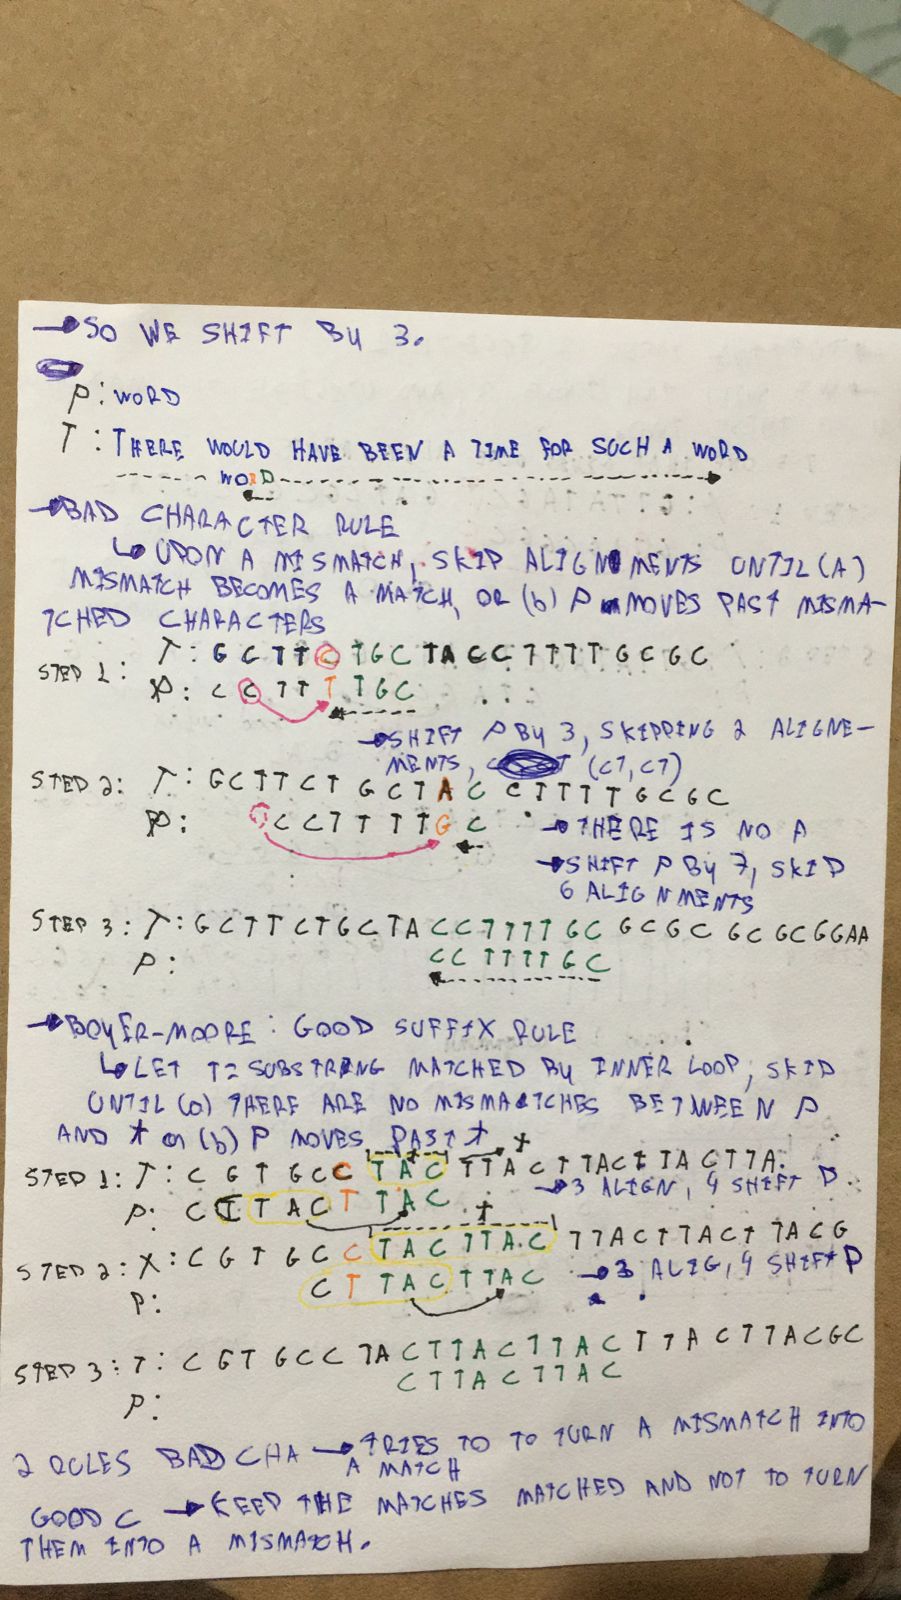 → SO WE SHIFT BY 3.
P: WORD
T: THERE WOULD HAVE BEEN A TIME FOR SUCH A WORD
WORD
→ BAD CHARACTER RULE
↳ UPON A MISMATCH, SKIP ALIGNMENTS UNTIL (A)
MISMATCH BECOMES A MATCH, OR (b) P MOVES PAST MISMA-
TCHED CHARACTERS
STEP 1: T: G C T T C T G C T A C C T T T T G C G C
P: C C T T T T G C
→ SHIFT P BY 3, SKIPPING 2 ALIGNE-
MENTS, (CT, CT)
STEP 2: T: G C T T C T G C T A C C T T T T G C G C
P: C C T T T T G C → THERE IS NO A
→ SHIFT P BY 7, SKIP
6 ALIGNMENTS
STEP 3: T: G C T T C T G C T A C C T T T T G C G C G C G C G C G G A A
P: C C T T T T G C
→ BOYER-MOORE: GOOD SUFFIX RULE
↳ LET T = SUBSTRING MATCHED BY INNER LOOP, SKIP
UNTIL (a) THERE ARE NO MISMATCHES BETWEEN P
AND t OR (b) P MOVES PAST t
t
STEP 1: T: C G T G C C T A C T T A C T T A C T T A C T T A
P: C T T A C T T A C → 3 ALIGN, 4 SHIFT P
t
STEP 2: X: C G T G C C T A C T T A C T T A C T T A C T T A C G
P: C T T A C T T A C → 3 ALIG, 4 SHIFT P
STEP 3: T: C G T G C C T A C T T A C T T A C T T A C T T A C G C
P: C T T A C T T A C
2 RULES BAD CHA → TRIES TO TO TURN A MISMATCH INTO
A MATCH
GOOD C → KEEP THE MATCHES MATCHED AND NOT TO TURN
THEM INTO A MISMATCH.